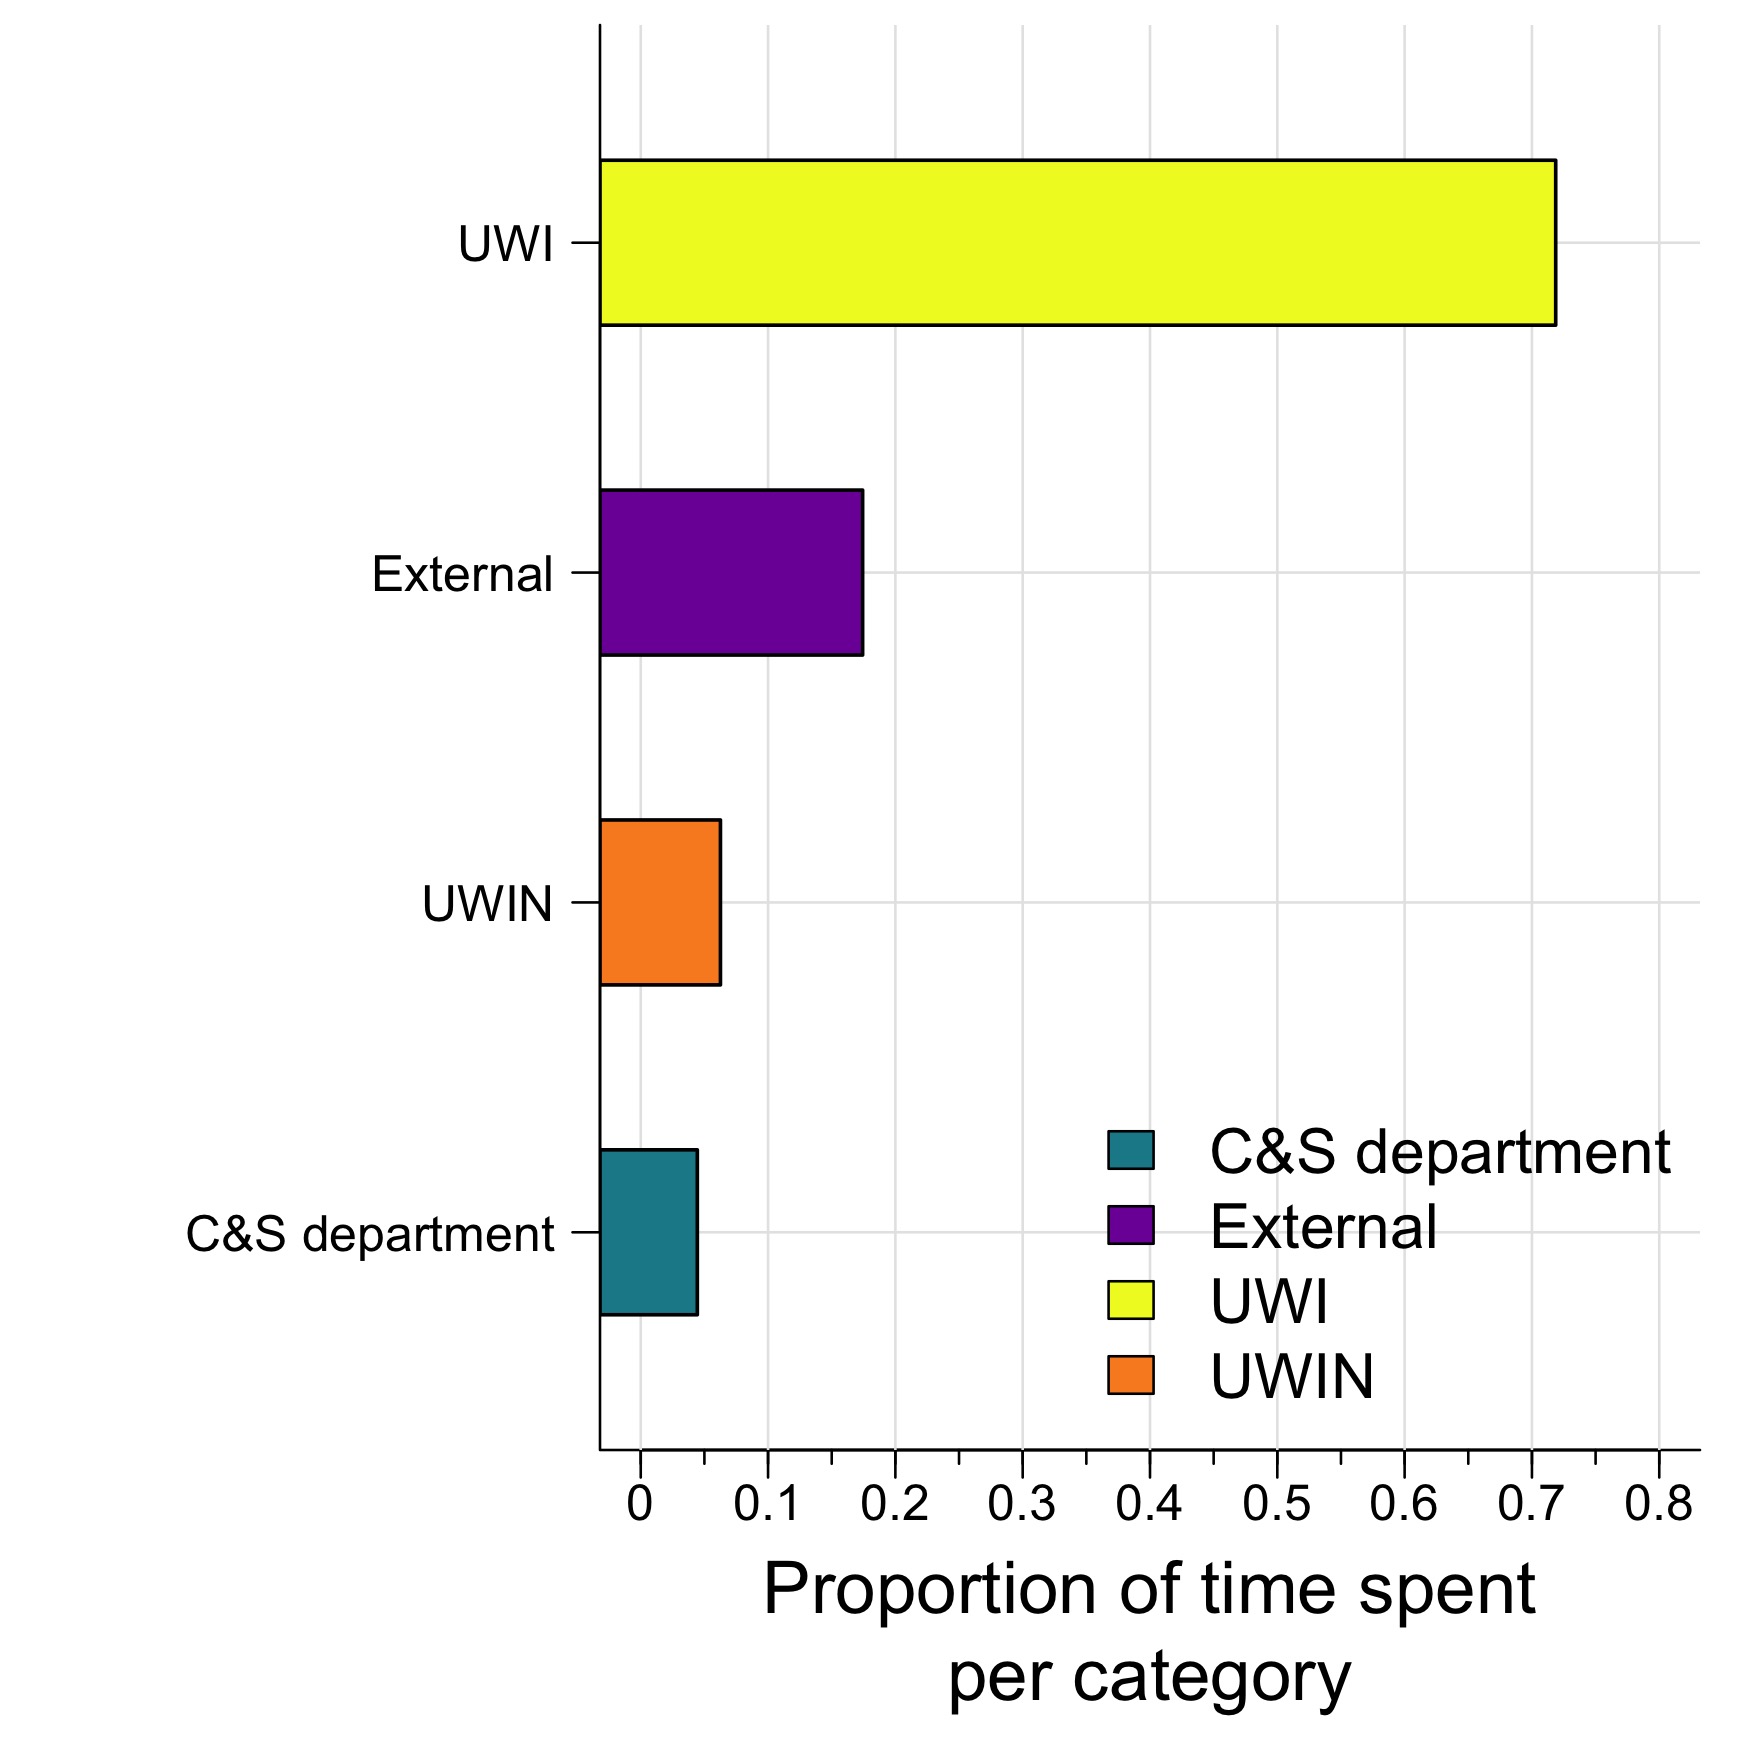 UWI
External
UWIN
C&S department
C&S department
External
UWI
UWIN
0 0.1 0.2 0.3 0.4 0.5 0.6 0.7 0.8
Proportion of time spent
per category